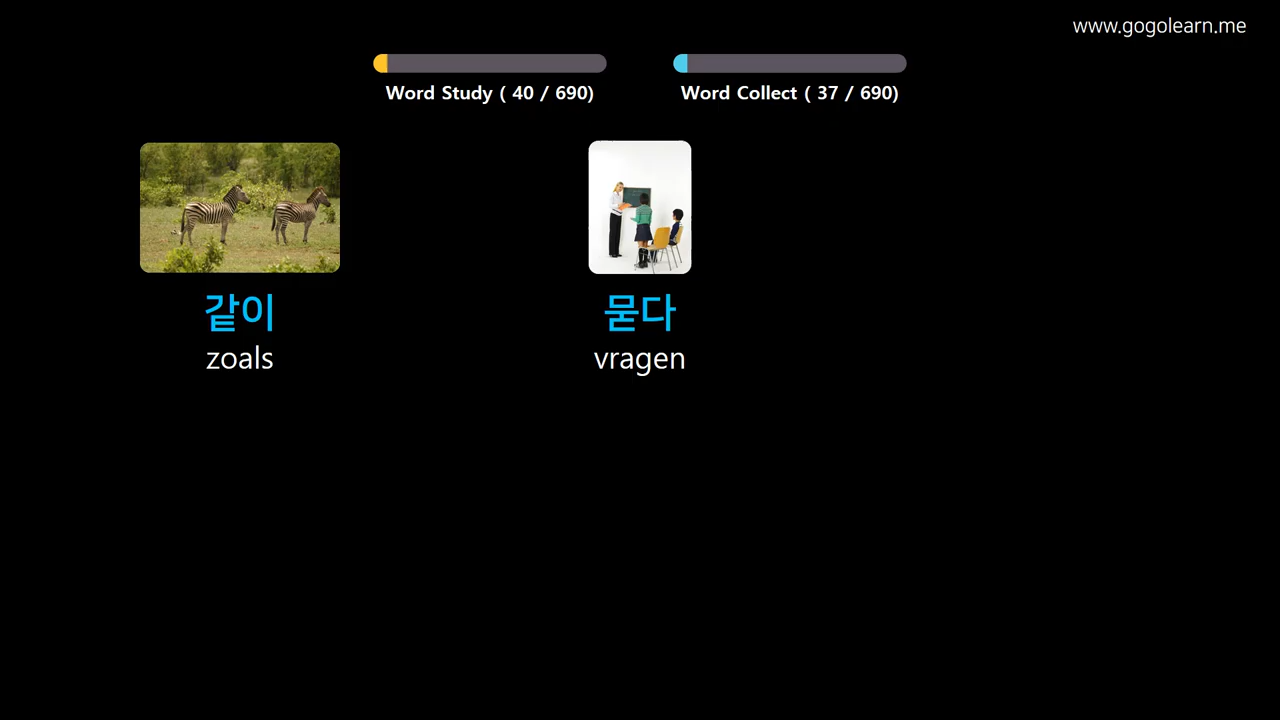 www.gogolearn.me
Word Study ( 40 / 690)
Word Collect ( 37 / 690)
같이
묻다
zoals
vragen